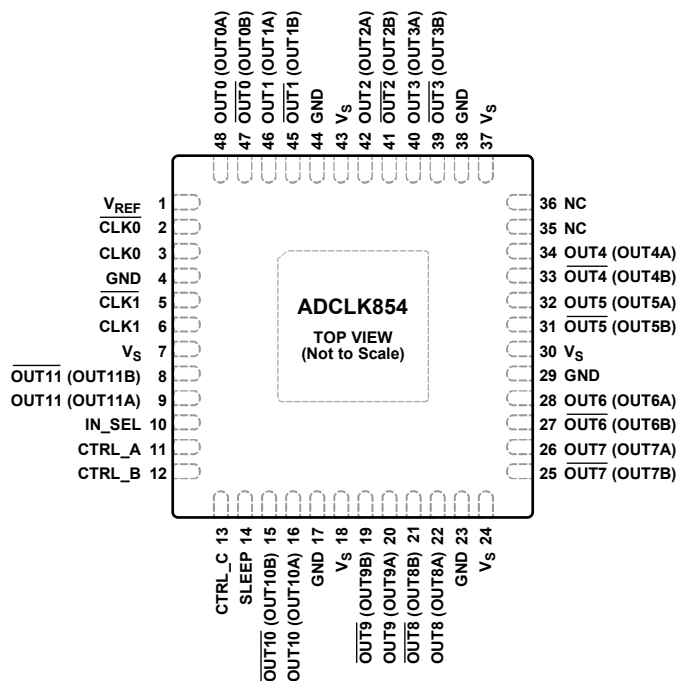 48 OUT0 (OUT0A)
47 OUT0 (OUT0B)
46 OUT1 (OUT1A)
45 OUT1 (OUT1B)
44 GND
43 VS
42 OUT2 (OUT2A)
41 OUT2 (OUT2B)
40 OUT3 (OUT3A)
39 OUT3 (OUT3B)
38 GND
37 VS
VREF 1
CLK0 2
CLK0 3
GND 4
CLK1 5
CLK1 6
VS 7
OUT11 (OUT11B) 8
OUT11 (OUT11A) 9
IN_SEL 10
CTRL_A 11
CTRL_B 12
ADCLK854
TOP VIEW
(Not to Scale)
36 NC
35 NC
34 OUT4 (OUT4A)
33 OUT4 (OUT4B)
32 OUT5 (OUT5A)
31 OUT5 (OUT5B)
30 VS
29 GND
28 OUT6 (OUT6A)
27 OUT6 (OUT6B)
26 OUT7 (OUT7A)
25 OUT7 (OUT7B)
CTRL_C 13
SLEEP 14
OUT10 (OUT10B) 15
OUT10 (OUT10A) 16
GND 17
VS 18
OUT9 (OUT9B) 19
OUT9 (OUT9A) 20
OUT8 (OUT8B) 21
OUT8 (OUT8A) 22
GND 23
VS 24